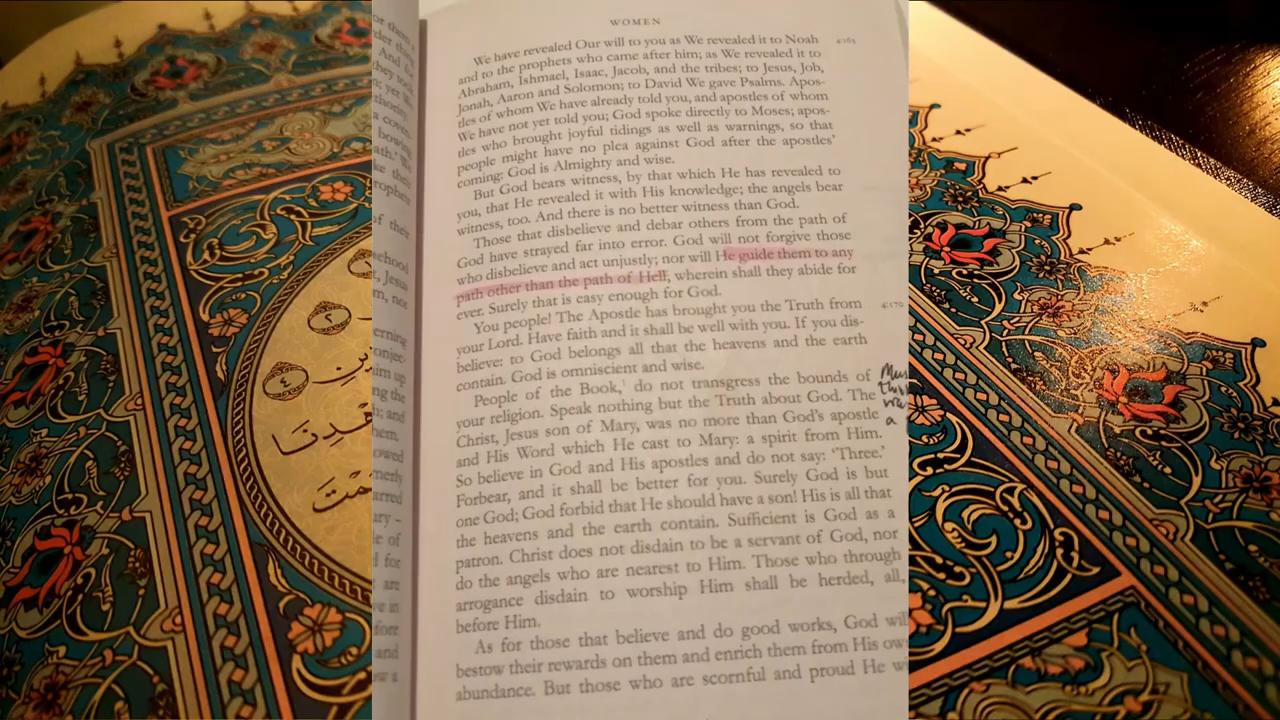 WOMEN
We have revealed Our will to you as We revealed it to Noah
4:163
and to the prophets who came after him; as We revealed it to
Abraham, Ishmael, Isaac, Jacob, and the tribes; to Jesus, Job,
Jonah, Aaron and Solomon; to David We gave Psalms. Apos-
tles of whom We have already told you, and apostles of whom
We have not yet told you; God spoke directly to Moses; apos-
tles who brought joyful tidings as well as warnings, so that
people might have no plea against God after the apostles'
coming: God is Almighty and wise.
But God bears witness, by that which He has revealed to
you, that He revealed it with His knowledge; the angels bear
witness, too. And there is no better witness than God.
Those that disbelieve and debar others from the path of
God have strayed far into error. God will not forgive those
who disbelieve and act unjustly; nor will He guide them to any
path other than the path of Hell, wherein shall they abide for
ever. Surely that is easy enough for God.
You people! The Apostle has brought you the Truth from
4:170
your Lord. Have faith and it shall be well with you. If you dis-
believe: to God belongs all that the heavens and the earth
contain. God is omniscient and wise.
People of the Book,¹ do not transgress the bounds of
your religion. Speak nothing but the Truth about God. The
Christ, Jesus son of Mary, was no more than God's apostle
a
and His Word which He cast to Mary: a spirit from Him.
So believe in God and His apostles and do not say: 'Three.'
Forbear, and it shall be better for you. Surely God is but
one God; God forbid that He should have a son! His is all that
the heavens and the earth contain. Sufficient is God as a
patron. Christ does not disdain to be a servant of God, nor
do the angels who are nearest to Him. Those who through
arrogance disdain to worship Him shall be herded, all,
before Him.
As for those that believe and do good works, God will
bestow their rewards on them and enrich them from His ow
abundance. But those who are scornful and proud He w
٢
٤